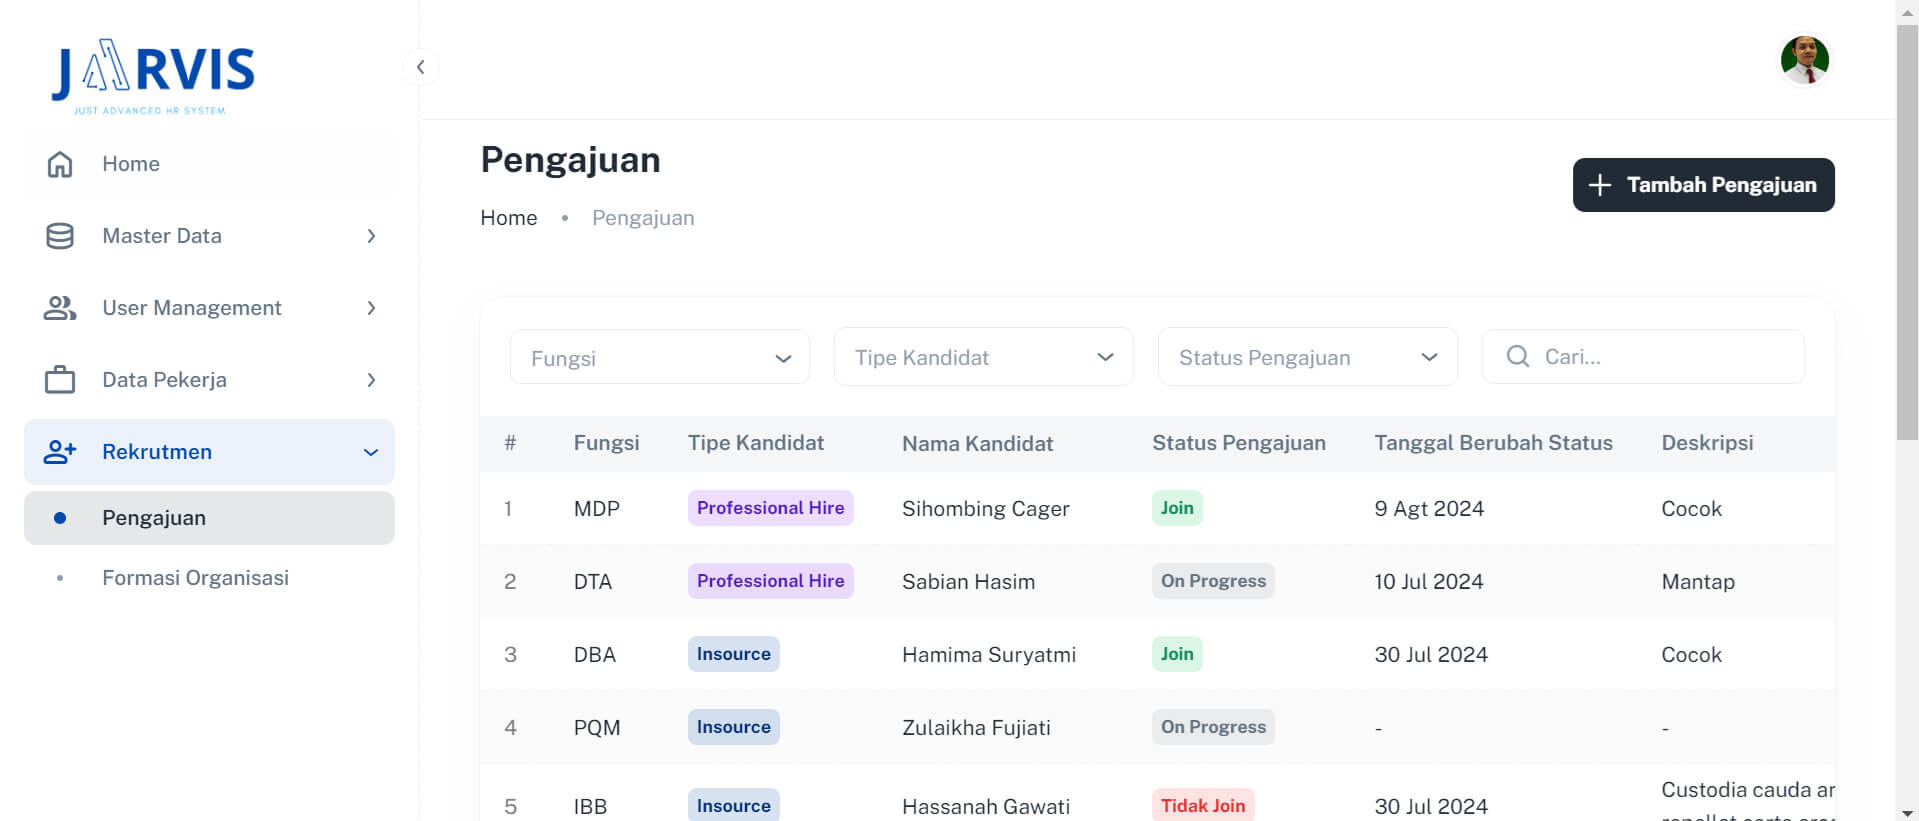 JARVIS
JUST ADVANCED HR SYSTEM
Home
Master Data
User Management
Data Pekerja
Rekrutmen
Pengajuan
Formasi Organisasi
Pengajuan
Home • Pengajuan
Tambah Pengajuan
Fungsi Tipe Kandidat Status Pengajuan Cari...
# Fungsi Tipe Kandidat Nama Kandidat Status Pengajuan Tanggal Berubah Status Deskripsi
1 MDP Professional Hire Sihombing Cager Join 9 Agt 2024 Cocok
2 DTA Professional Hire Sabian Hasim On Progress 10 Jul 2024 Mantap
3 DBA Insource Hamima Suryatmi Join 30 Jul 2024 Cocok
4 PQM Insource Zulaikha Fujiati On Progress - -
5 IBB Insource Hassanah Gawati Tidak Join 30 Jul 2024 Custodia cauda ar